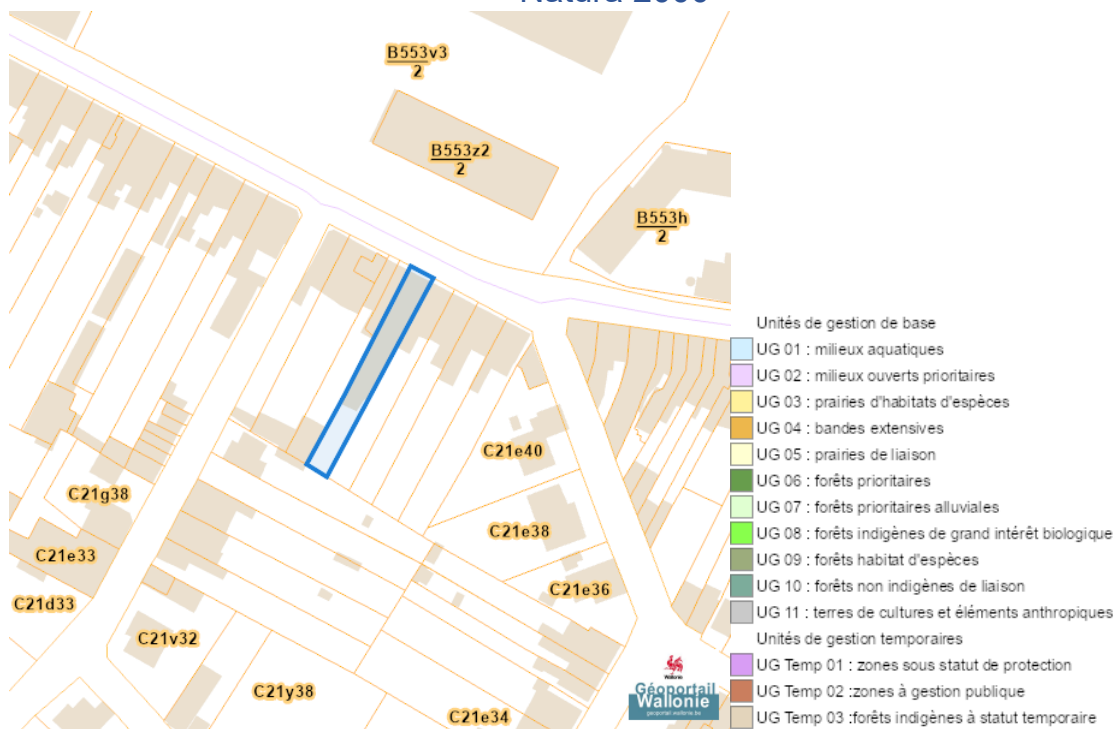 Natura 2000
B553v3
2
B553z2
2
B553h
2
C21e40
C21g38
C21e38
C21e33
C21e36
C21d33
C21v32
C21y38
C21e34
Wallonie
Géoportail
Wallonie
geoportail.wallonie.be
Unités de gestion de base
UG 01 : milieux aquatiques
UG 02 : milieux ouverts prioritaires
UG 03 : prairies d'habitats d'espèces
UG 04 : bandes extensives
UG 05 : prairies de liaison
UG 06 : forêts prioritaires
UG 07 : forêts prioritaires alluviales
UG 08 : forêts indigènes de grand intérêt biologique
UG 09 : forêts habitat d'espèces
UG 10 : forêts non indigènes de liaison
UG 11 : terres de cultures et éléments anthropiques
Unités de gestion temporaires
UG Temp 01 : zones sous statut de protection
UG Temp 02 :zones à gestion publique
UG Temp 03 :forêts indigènes à statut temporaire